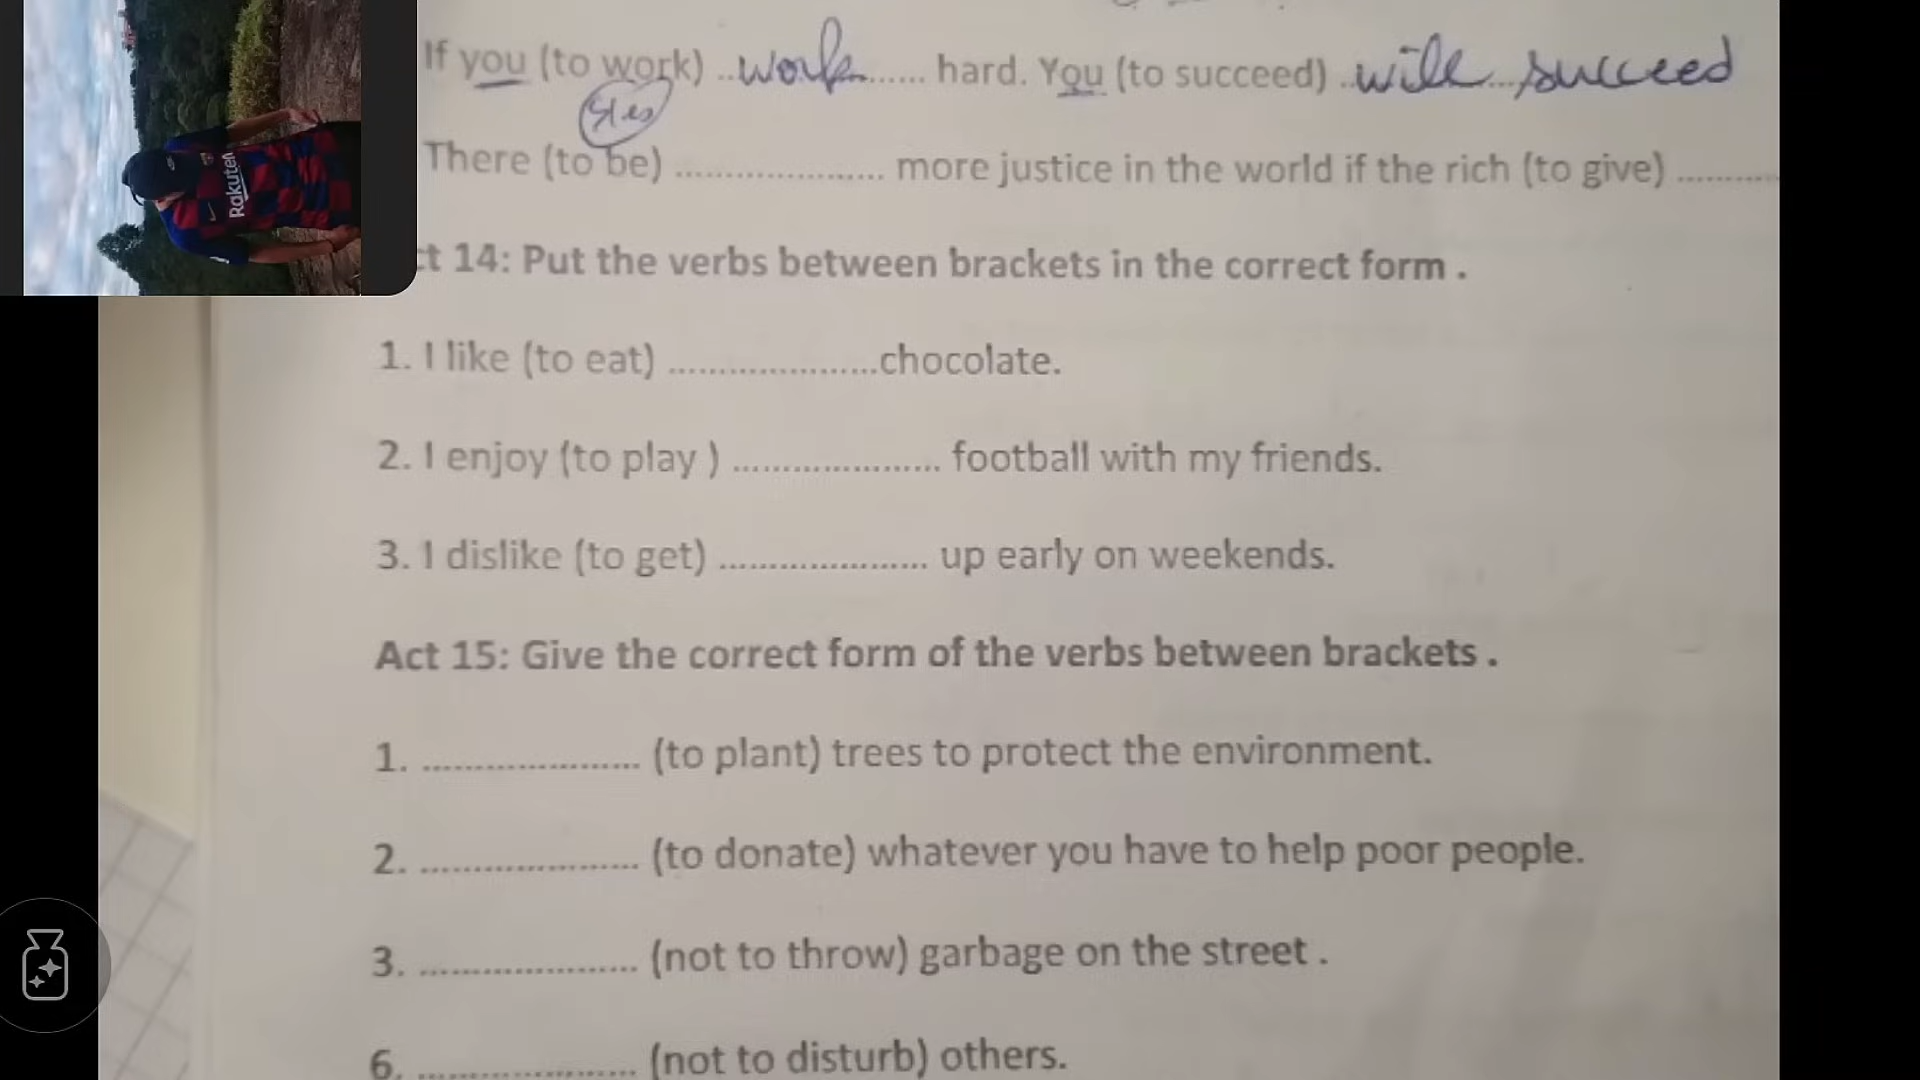 If you (to work) ..work...... hard. You (to succeed) ..will...succeed
There (to be) ..................... more justice in the world if the rich (to give) ...........
ct 14: Put the verbs between brackets in the correct form .
1. I like (to eat) .....................chocolate.
2. I enjoy (to play ) ..................... football with my friends.
3. I dislike (to get) ..................... up early on weekends.
Act 15: Give the correct form of the verbs between brackets .
1. ...................... (to plant) trees to protect the environment.
2. ...................... (to donate) whatever you have to help poor people.
3. ...................... (not to throw) garbage on the street .
6. ...................... (not to disturb) others.
Rakuten